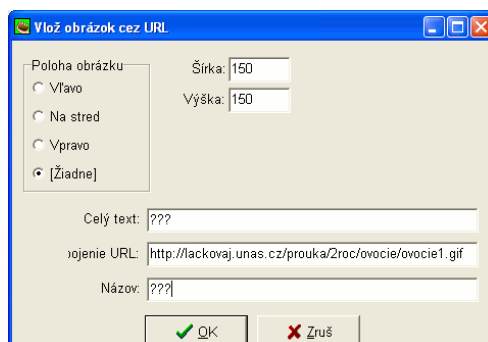 Vlož obrázok cez URL
Poloha obrázku
Vľavo
Na stred
Vpravo
[Žiadne]
Šírka: 150
Výška: 150
Celý text: ???
ojenie URL: http://lackovaj.unas.cz/prouka/2roc/ovocie/ovocie1.gif
Názov: ???
OK
Zruš